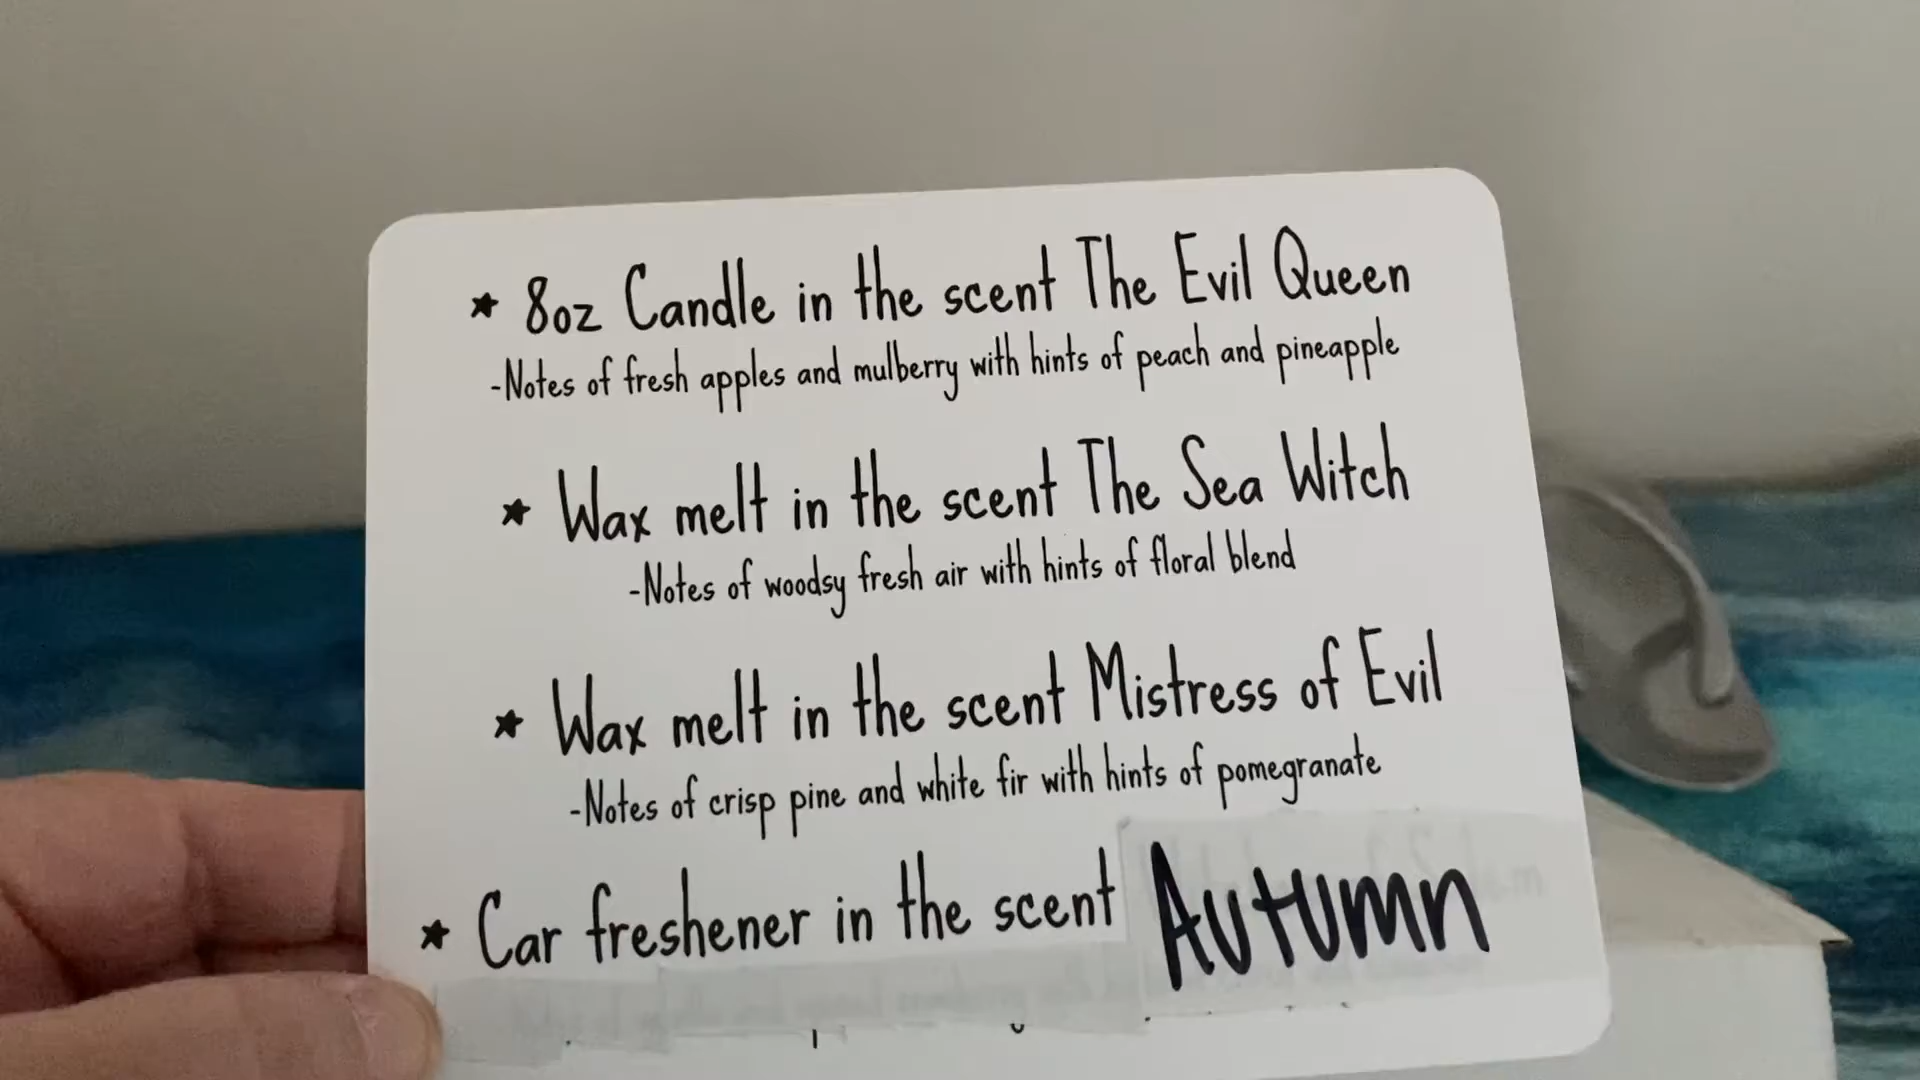 ★ 8oz Candle in the scent The Evil Queen
-Notes of fresh apples and mulberry with hints of peach and pineapple
★ Wax melt in the scent The Sea Witch
-Notes of woodsy fresh air with hints of floral blend
★ Wax melt in the scent Mistress of Evil
-Notes of crisp pine and white fir with hints of pomegranate
★ Car freshener in the scent Autumn